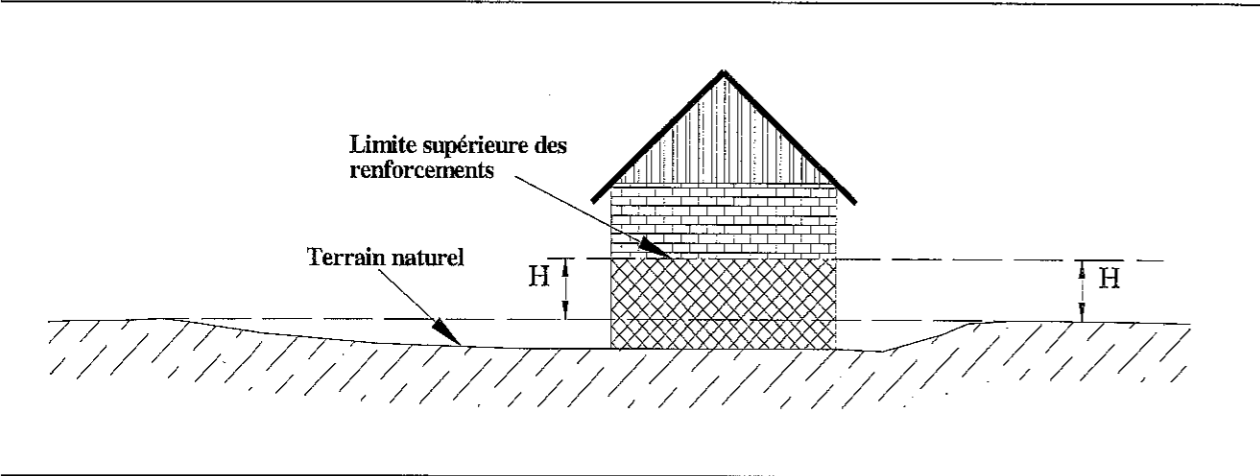 Limite supérieure des
renforcements
Terrain naturel
H
H